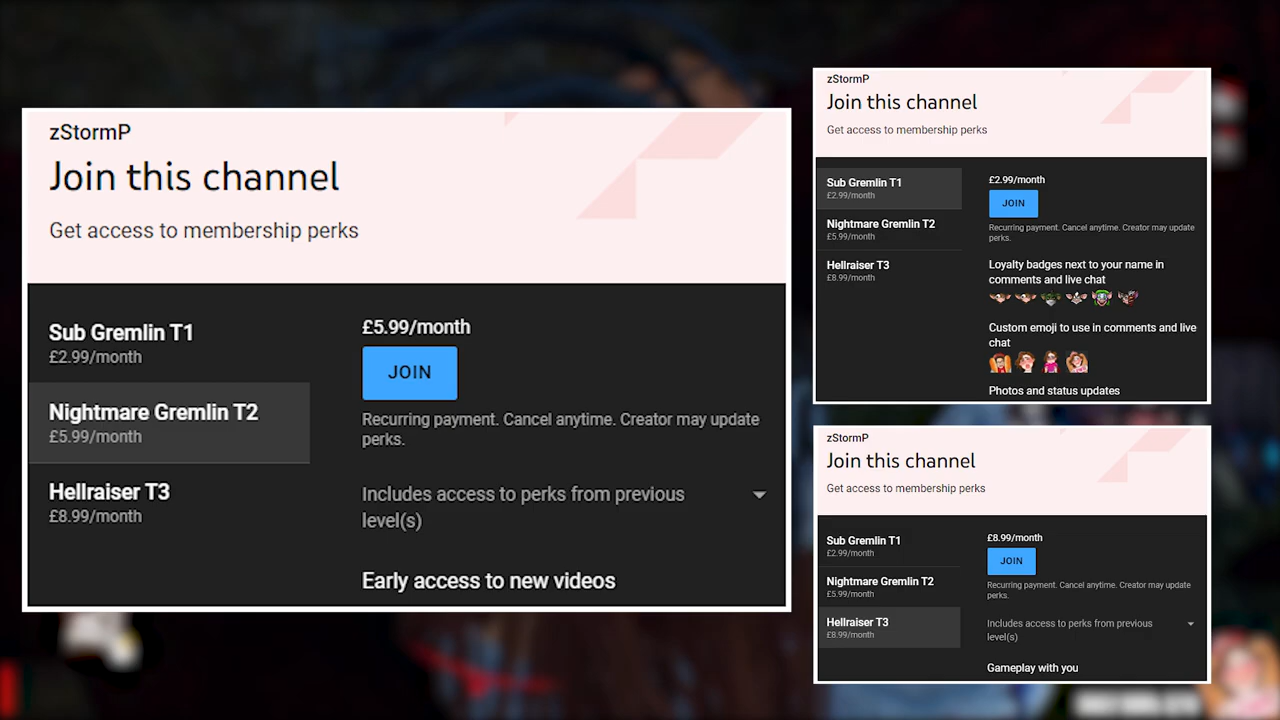 zStormP
Join this channel
Get access to membership perks
Sub Gremlin T1
£2.99/month
Nightmare Gremlin T2
£5.99/month
Hellraiser T3
£8.99/month
£5.99/month
JOIN
Recurring payment. Cancel anytime. Creator may update
perks.
Includes access to perks from previous
level(s)
Early access to new videos
zStormP
Join this channel
Get access to membership perks
Sub Gremlin T1
£2.99/month
Nightmare Gremlin T2
£5.99/month
Hellraiser T3
£8.99/month
£2.99/month
JOIN
Recurring payment. Cancel anytime. Creator may update
perks.
Loyalty badges next to your name in
comments and live chat
Custom emoji to use in comments and live
chat
Photos and status updates
zStormP
Join this channel
Get access to membership perks
Sub Gremlin T1
£2.99/month
Nightmare Gremlin T2
£5.99/month
Hellraiser T3
£8.99/month
£8.99/month
JOIN
Recurring payment. Cancel anytime. Creator may update
perks.
Includes access to perks from previous
level(s)
Gameplay with you